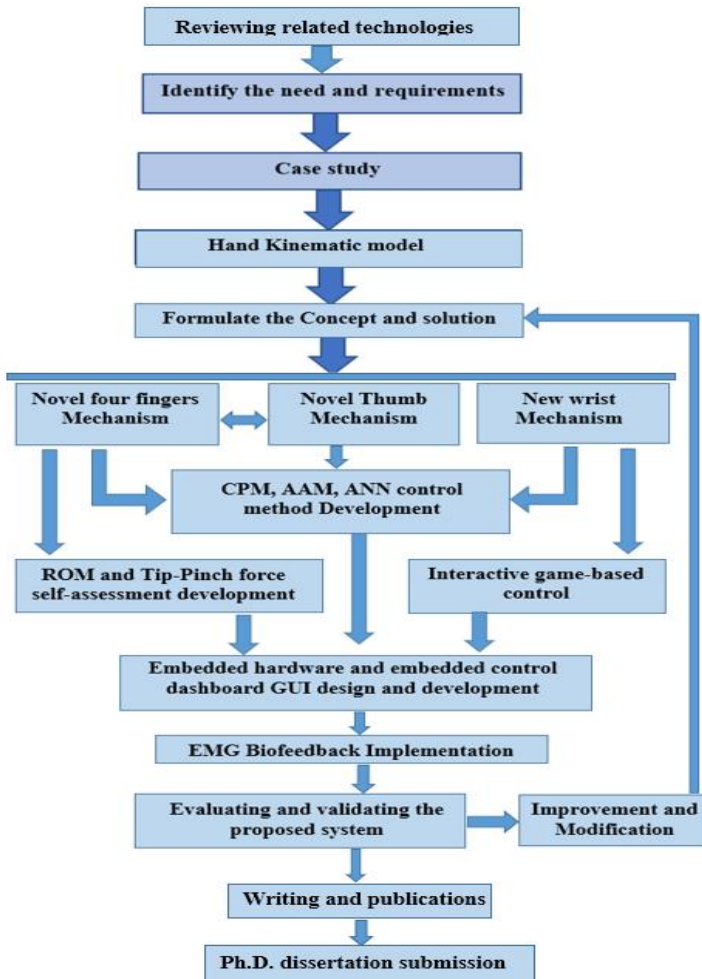 Reviewing related technologies
Identify the need and requirements
Case study
Hand Kinematic model
Formulate the Concept and solution
Novel four fingers
Mechanism
Novel Thumb
Mechanism
New wrist
Mechanism
CPM, AAM, ANN control
method Development
ROM and Tip-Pinch force
self-assessment development
Interactive game-based
control
Embedded hardware and embedded control
dashboard GUI design and development
EMG Biofeedback Implementation
Evaluating and validating the
proposed system
Improvement and
Modification
Writing and publications
Ph.D. dissertation submission